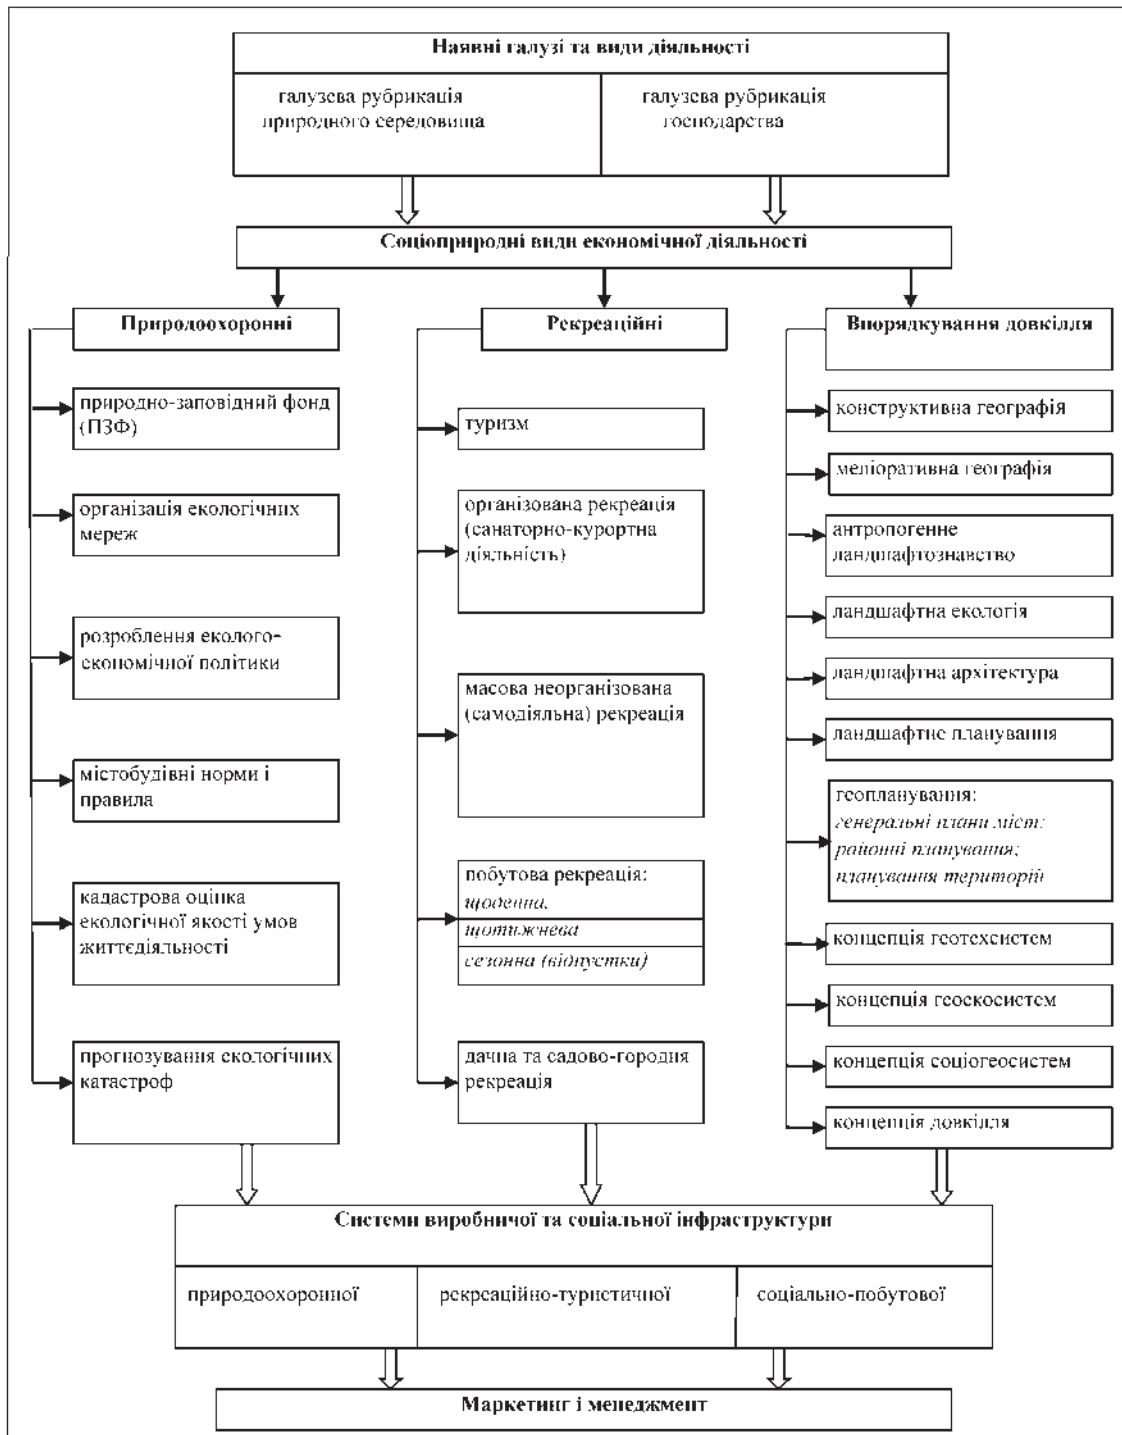 Наявні галузі та види діяльності
галузева рубрикація
природного середовища
галузева рубрикація
господарства
Соціоприродні види економічної діяльності
Природоохоронні
природно-заповідний фонд
(ПЗФ)
організація екологічних
мереж
розроблення еколого-
економічної політики
містобудівні норми і
правила
кадастрова оцінка
екологічної якості умов
життєдіяльності
прогнозування екологічних
катастроф
Рекреаційні
туризм
організована рекреація
(санаторно-курортна
діяльність)
масова неорганізована
(самодіяльна) рекреація
побутова рекреація:
щоденна,
щотижнева
сезонна (відпустки)
дачна та садово-городня
рекреація
Впорядкування довкілля
конструктивна географія
меліоративна географія
антропогенне
ландшафтознавство
ландшафтна екологія
ландшафтна архітектура
ландшафтне планування
геопланування:
генеральні плани міст;
районні планування;
планування територій
концепція геотехсистем
концепція геоекосистем
концепція соціогеосистем
концепція довкілля
Системи виробничої та соціальної інфраструктури
природоохоронної
рекреаційно-туристичної
соціально-побутової
Маркетинг і менеджмент